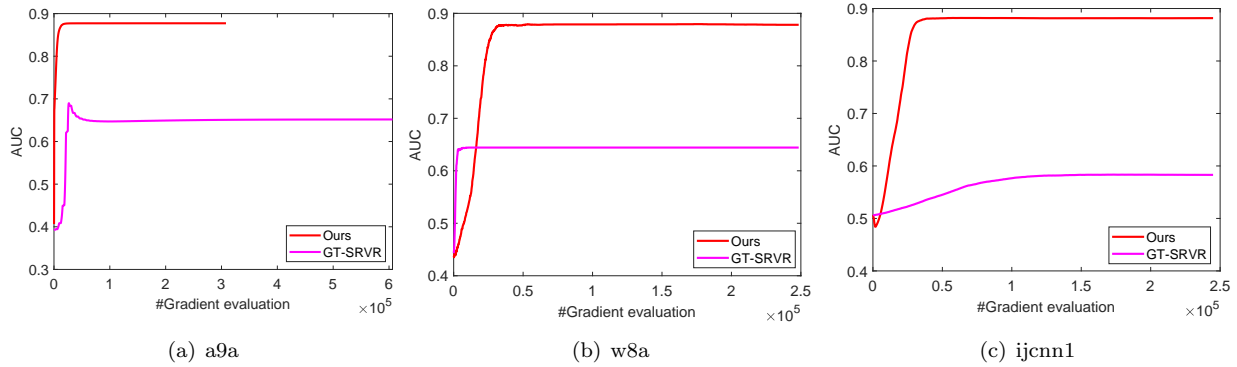 0.9
0.8
0.7
0.6
0.5
0.4
0.3
AUC
0 1 2 3 4 5 6
#Gradient evaluation
×10^5
Ours
GT-SRVR
(a) a9a
0.9
0.8
0.7
0.6
0.5
0.4
AUC
0 0.5 1 1.5 2 2.5
#Gradient evaluation
×10^5
Ours
GT-SRVR
(b) w8a
0.9
0.8
0.7
0.6
0.5
0.4
AUC
0 0.5 1 1.5 2 2.5
#Gradient evaluation
×10^5
Ours
GT-SRVR
(c) ijcnn1